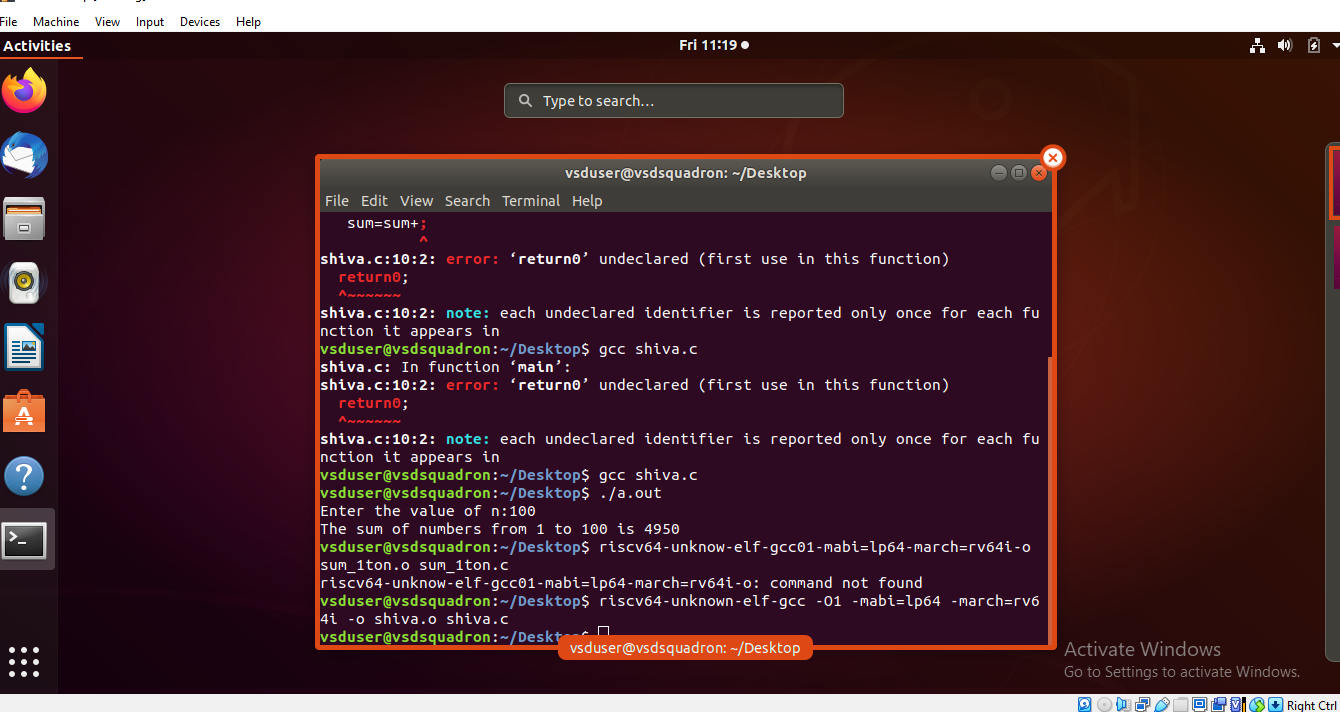 File Machine View Input Devices Help
Activities
Fri 11:19
Type to search…
vsduser@vsdsquadron: ~/Desktop
File Edit View Search Terminal Help
sum=sum+;
^
shiva.c:10:2: error: ‘return0’ undeclared (first use in this function)
return0;
^~~~~~~
shiva.c:10:2: note: each undeclared identifier is reported only once for each fu
nction it appears in
vsduser@vsdsquadron:~/Desktop$ gcc shiva.c
shiva.c: In function ‘main’:
shiva.c:10:2: error: ‘return0’ undeclared (first use in this function)
return0;
^~~~~~~
shiva.c:10:2: note: each undeclared identifier is reported only once for each fu
nction it appears in
vsduser@vsdsquadron:~/Desktop$ gcc shiva.c
vsduser@vsdsquadron:~/Desktop$ ./a.out
Enter the value of n:100
The sum of numbers from 1 to 100 is 4950
vsduser@vsdsquadron:~/Desktop$ riscv64-unknow-elf-gcc01-mabi=lp64-march=rv64i-o
sum_1ton.o sum_1ton.c
riscv64-unknow-elf-gcc01-mabi=lp64-march=rv64i-o: command not found
vsduser@vsdsquadron:~/Desktop$ riscv64-unknown-elf-gcc -O1 -mabi=lp64 -march=rv6
4i -o shiva.o shiva.c
vsduser@vsdsquadron:~/Desktop$
vsduser@vsdsquadron: ~/Desktop
Activate Windows
Go to Settings to activate Windows.
Right Ctrl